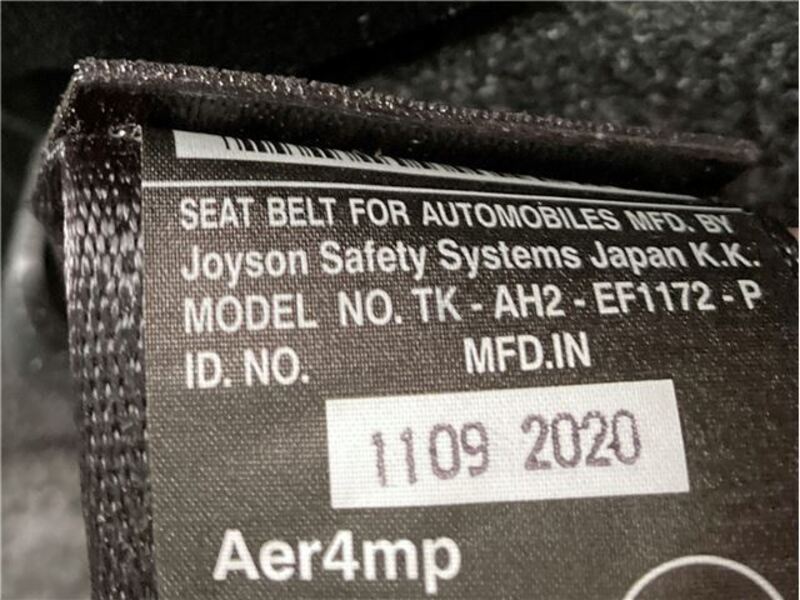 SEAT BELT FOR AUTOMOBILES MFD. BY
Joyson Safety Systems Japan K.K.
MODEL NO. TK - AH2 - EF1172 - P
ID. NO. MFD.IN
1109 2020
Aer4mp